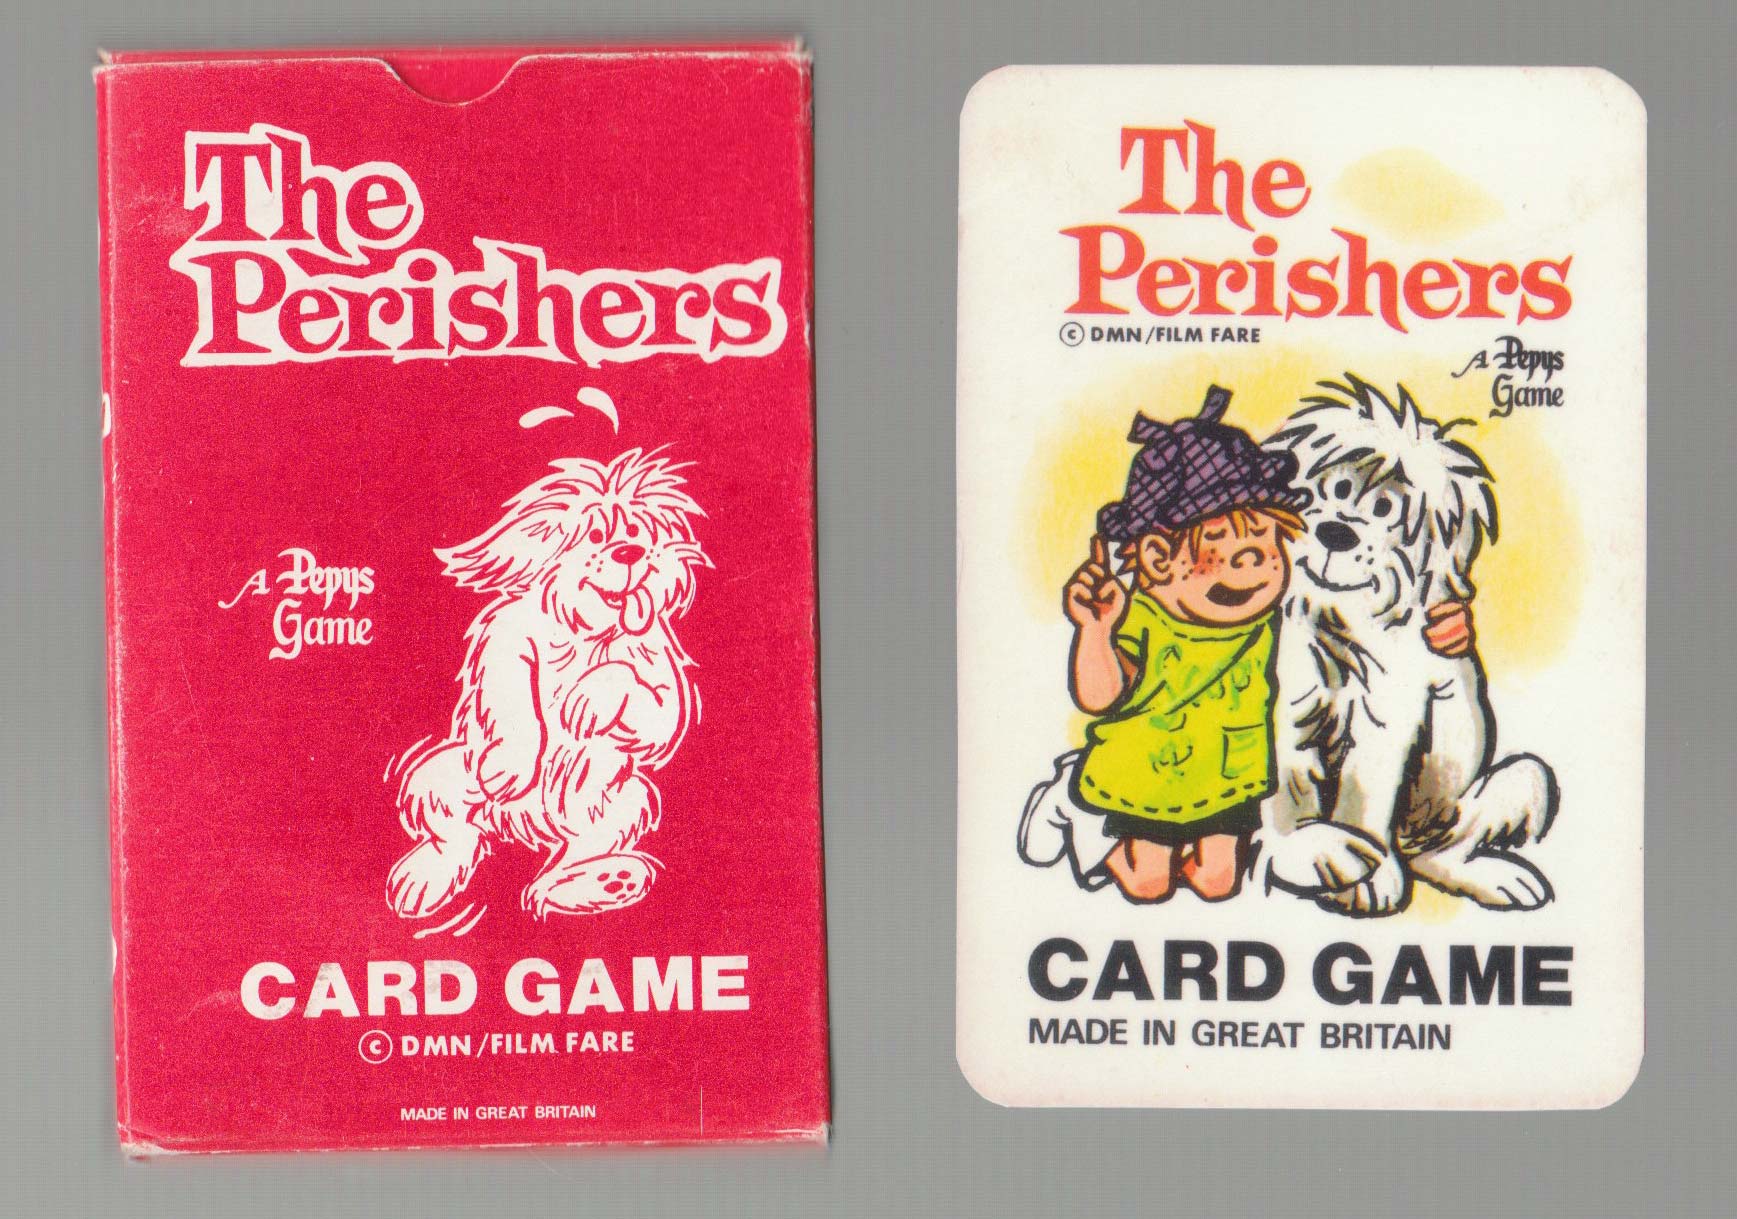 The
Perishers
A Pepys
Game
CARD GAME
© DMN/FILM FARE
MADE IN GREAT BRITAIN
The
Perishers
© DMN/FILM FARE
A Pepys
Game
CARD GAME
MADE IN GREAT BRITAIN